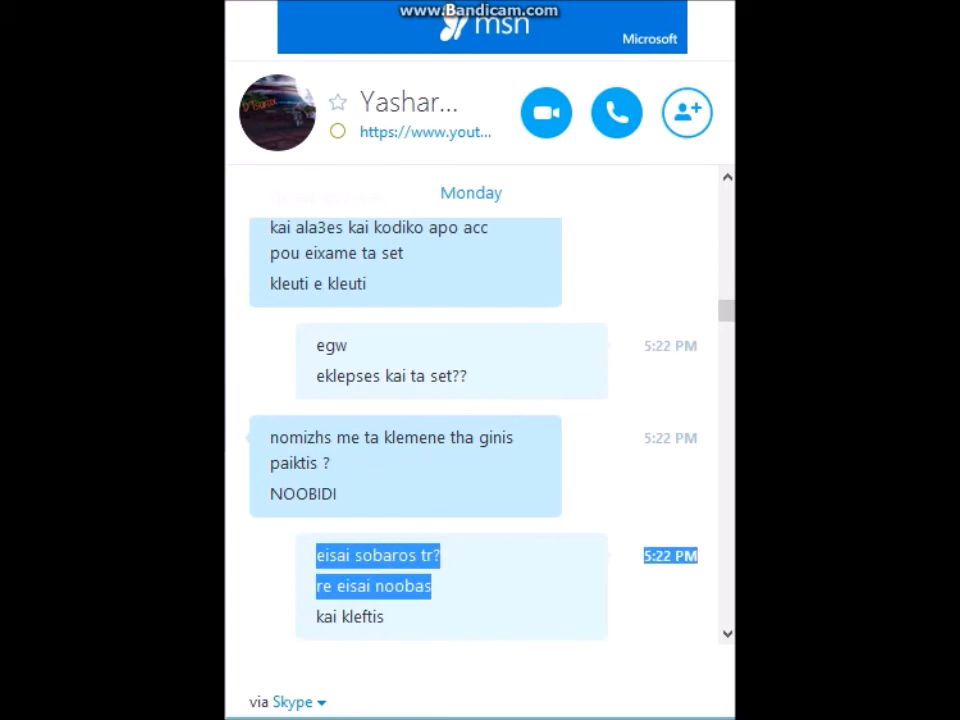 www.Bandicam.com
msn
Microsoft
Yashar...
https://www.yout...
Monday
kai ala3es kai kodiko apo acc
pou eixame ta set
kleuti e kleuti
egw
5:22 PM
eklepses kai ta set??
nomizhs me ta klemene tha ginis
5:22 PM
paiktis ?
NOOBIDI
eisai sobaros tr?
5:22 PM
re eisai noobas
kai kleftis
via Skype